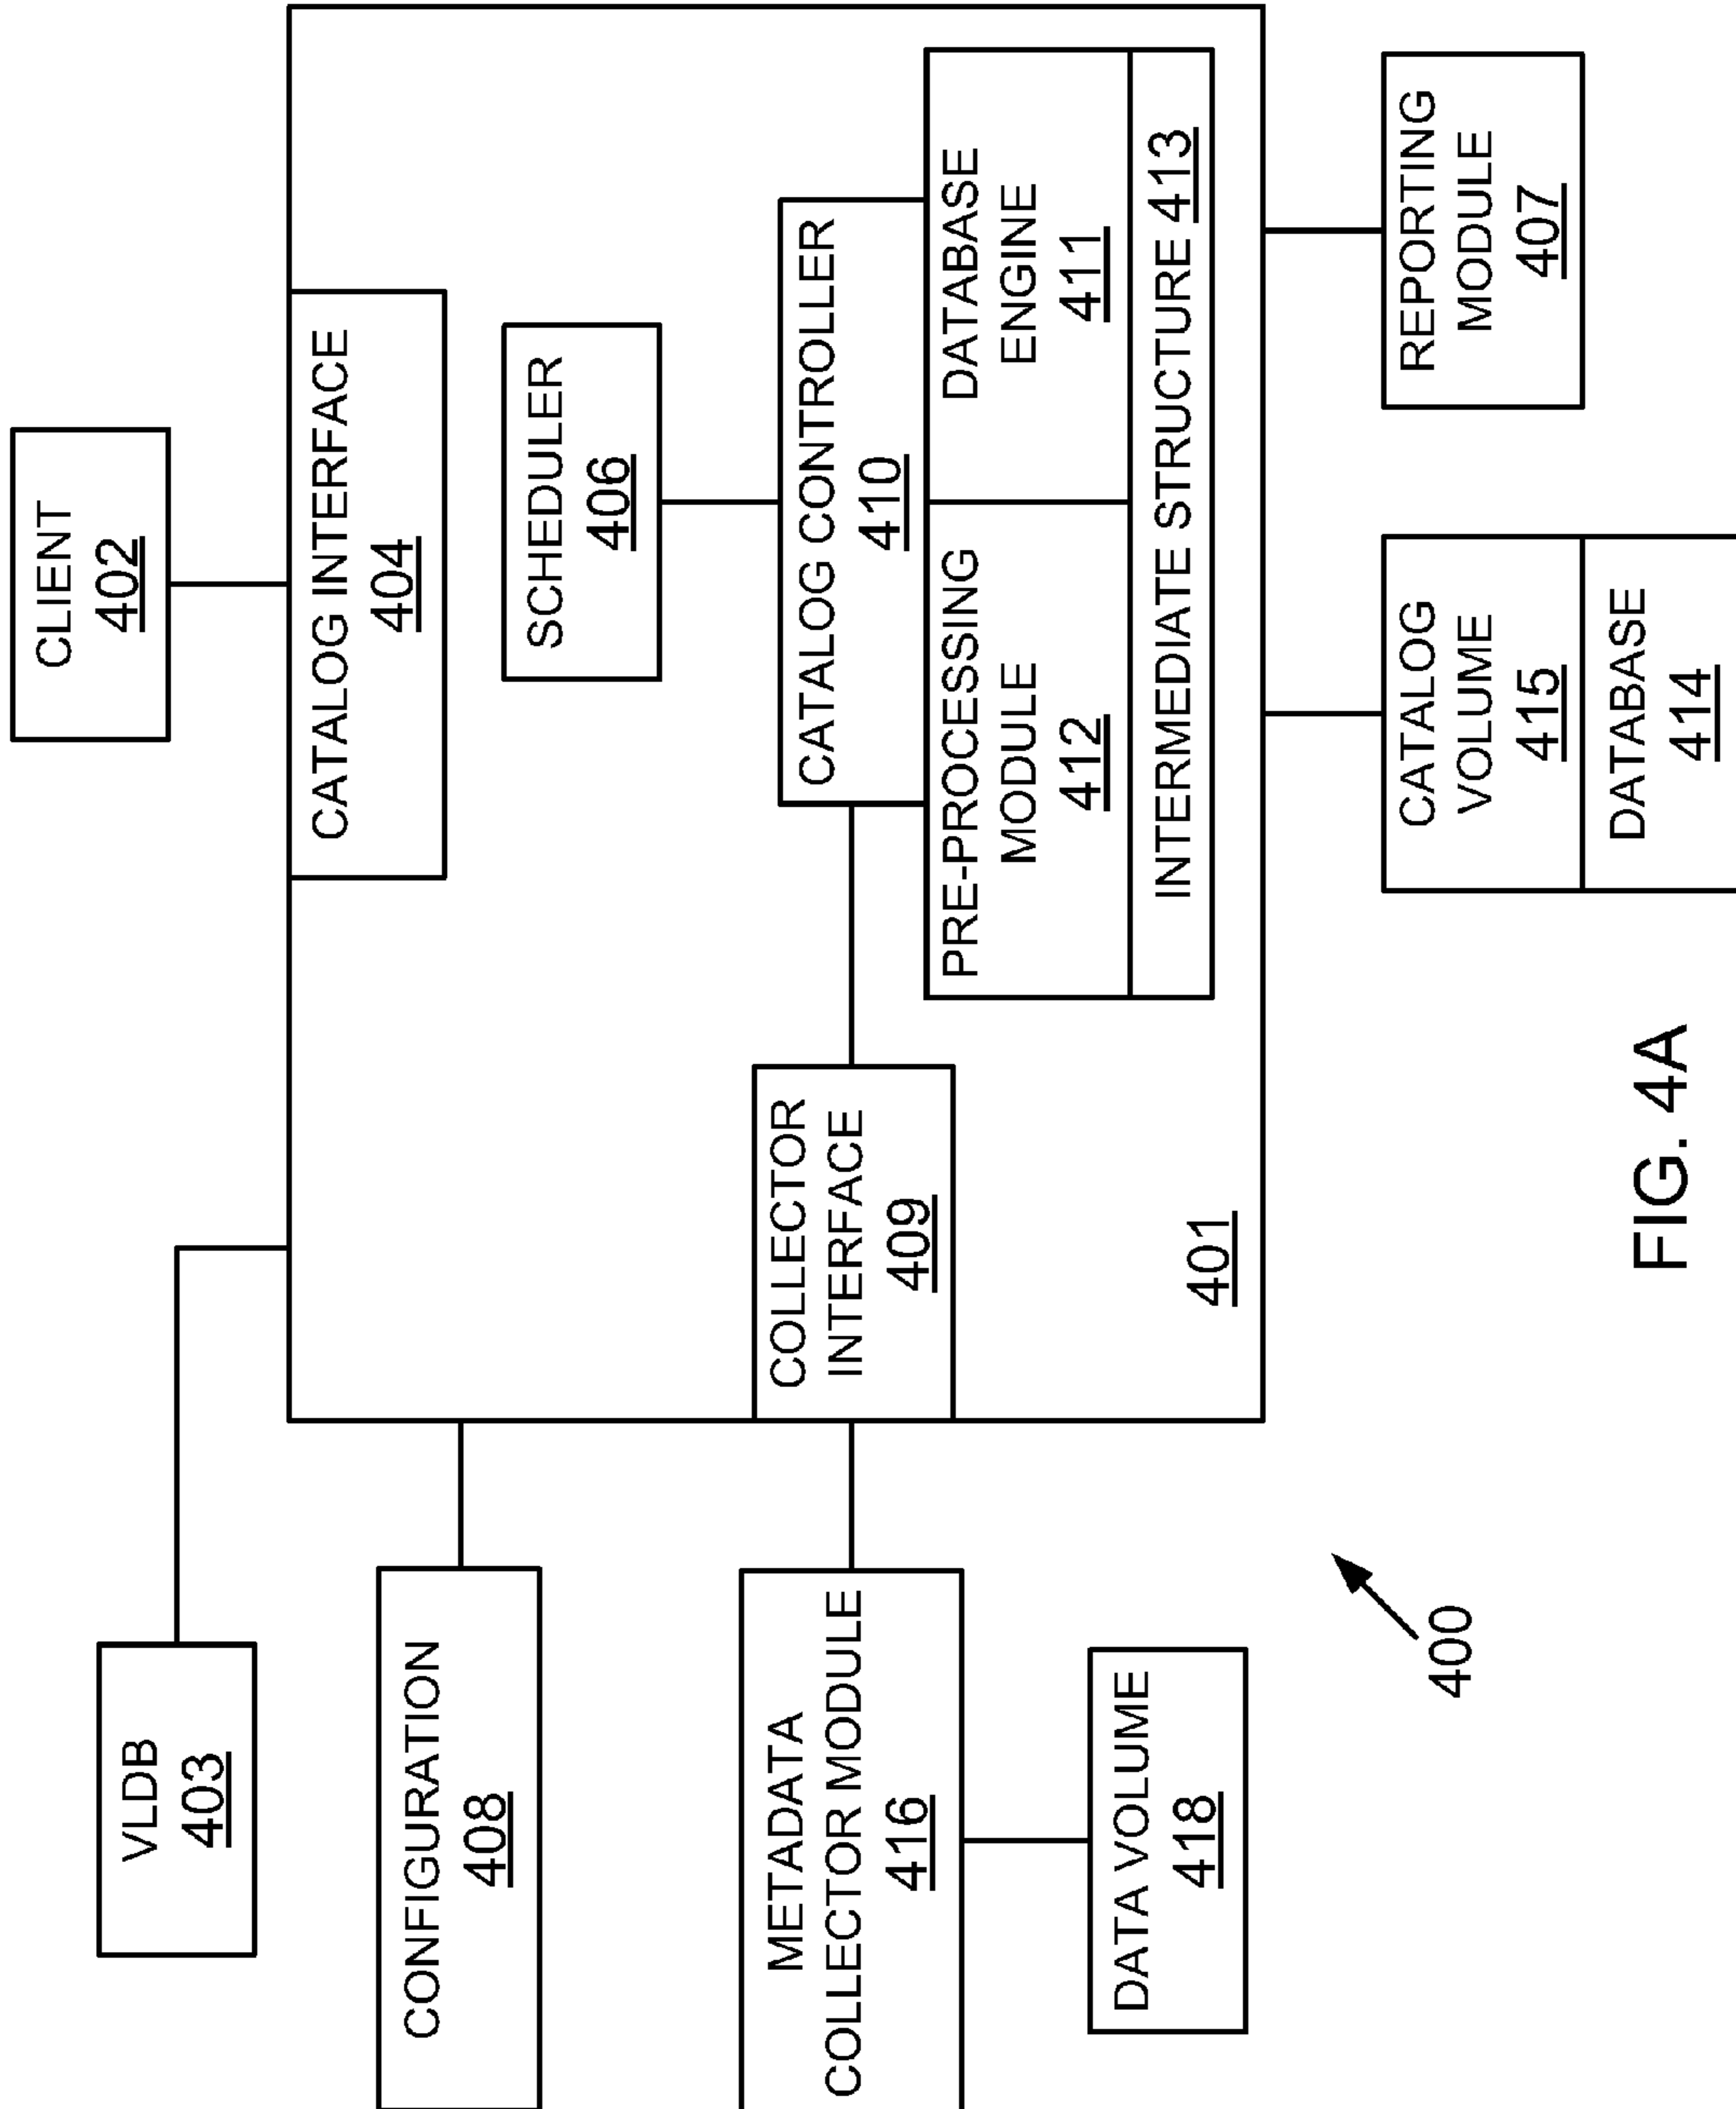 CLIENT
402
VLDB
403
CATALOG INTERFACE
404
CONFIGURATION
408
SCHEDULER
406
METADATA
COLLECTOR MODULE
416
COLLECTOR
INTERFACE
409
CATALOG CONTROLLER
410
PRE-PROCESSING
MODULE
412
DATABASE
ENGINE
411
INTERMEDIATE STRUCTURE 413
401
DATA VOLUME
418
CATALOG
VOLUME
415
DATABASE
414
REPORTING
MODULE
407
400
FIG. 4A